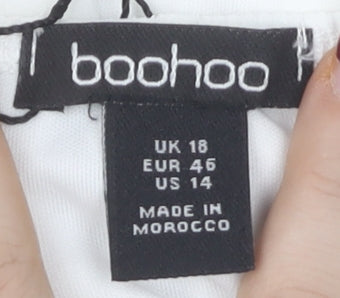 boohoo
UK 18
EUR 46
US 14
MADE IN
MOROCCO